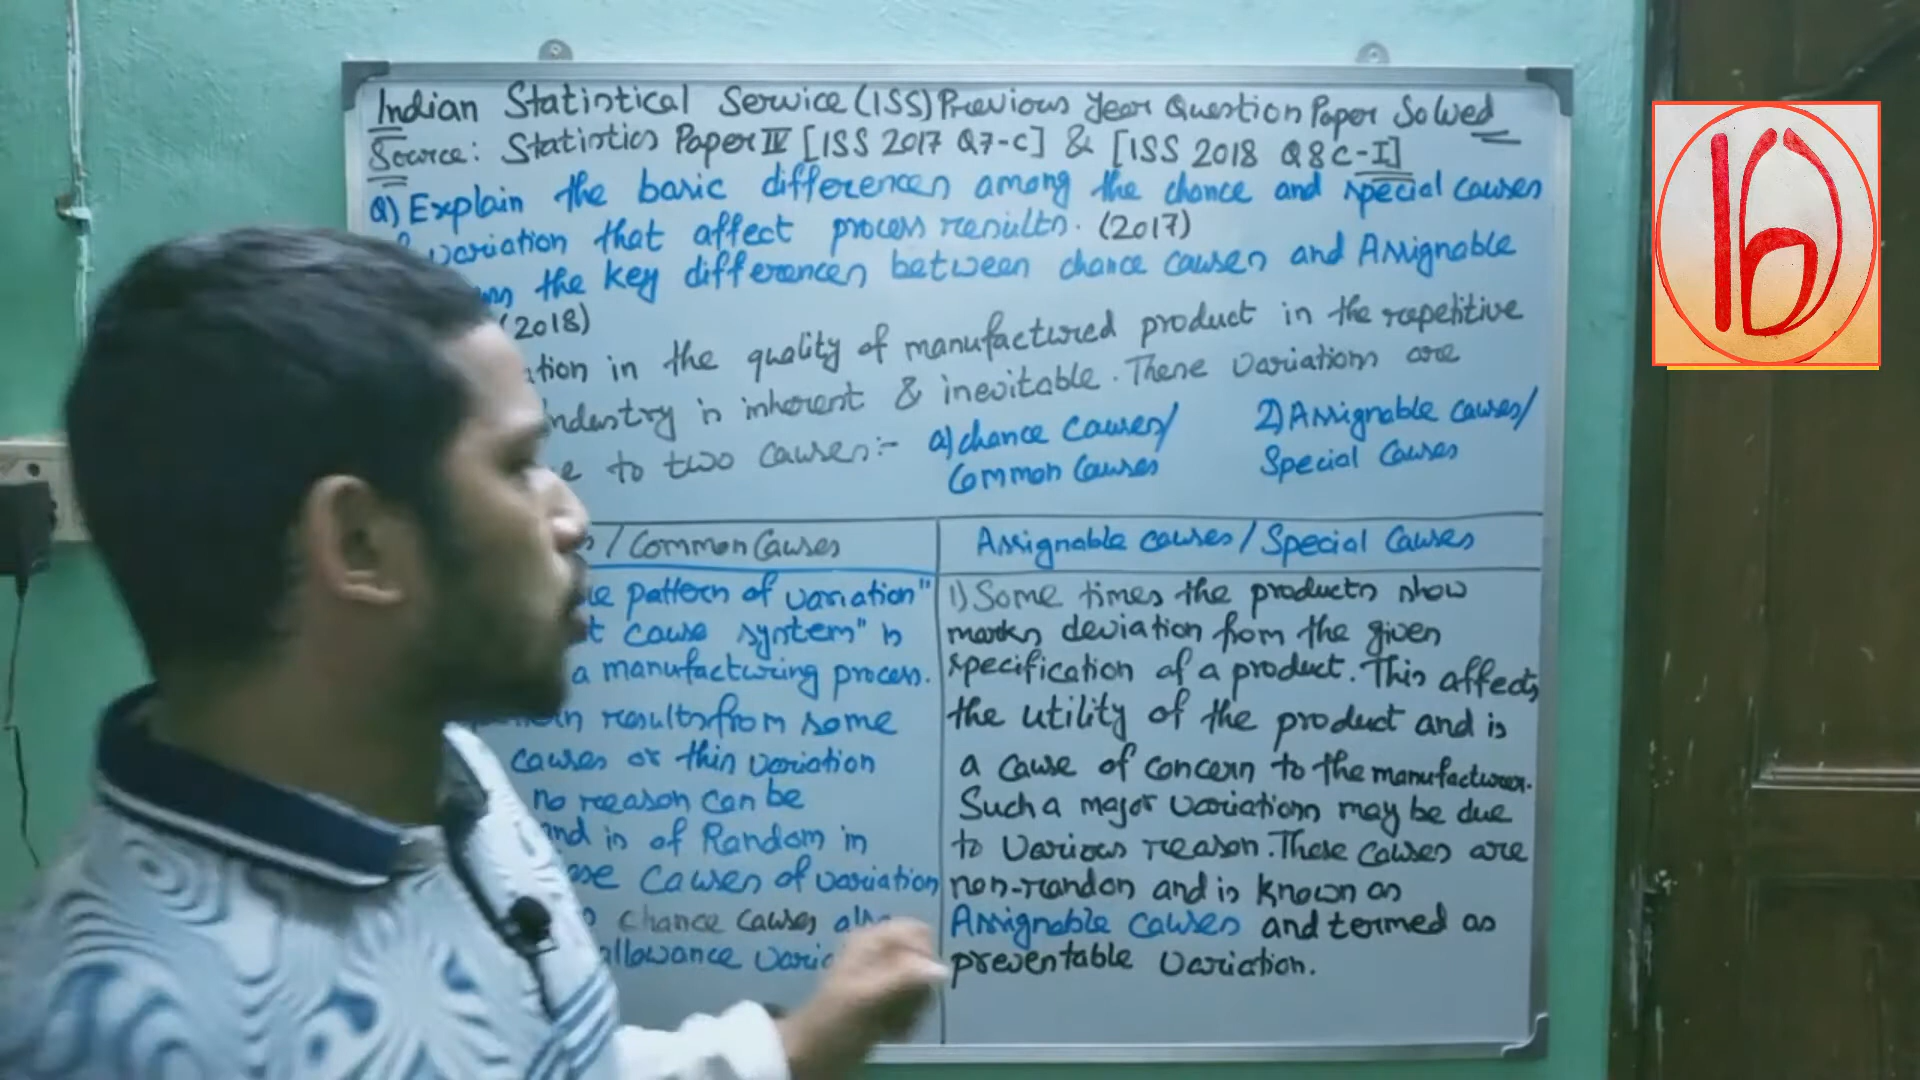 Indian Statistical Service (ISS) Previous Year Question Paper Solved
Source: Statistics Paper IV [ISS 2017 Q7-C] & [ISS 2018 Q8C-I]
Q) Explain the basic differences among the chance and special causes
variation that affect process results. (2017)
the key differences between chance causes and Assignable
(2018)
in the quality of manufactured product in the repetitive
industry is inherent & inevitable. These variations are
to two causes:- a) chance causes/ 2) Assignable causes/
Common Causes Special Causes
/ Common Causes
Assignable causes / Special Causes
pattern of variation"
cause system" is
a manufacturing process.
results from some
causes or this variation
no reason can be
and is of Random in
causes of variation
chance causes
allowance
1) Some times the products show
marks deviation from the given
specification of a product. This affects
the utility of the product and is
a cause of concern to the manufacturer.
Such a major variations may be due
to various reason. These causes are
non-random and is known as
Assignable causes and termed as
preventable variation.